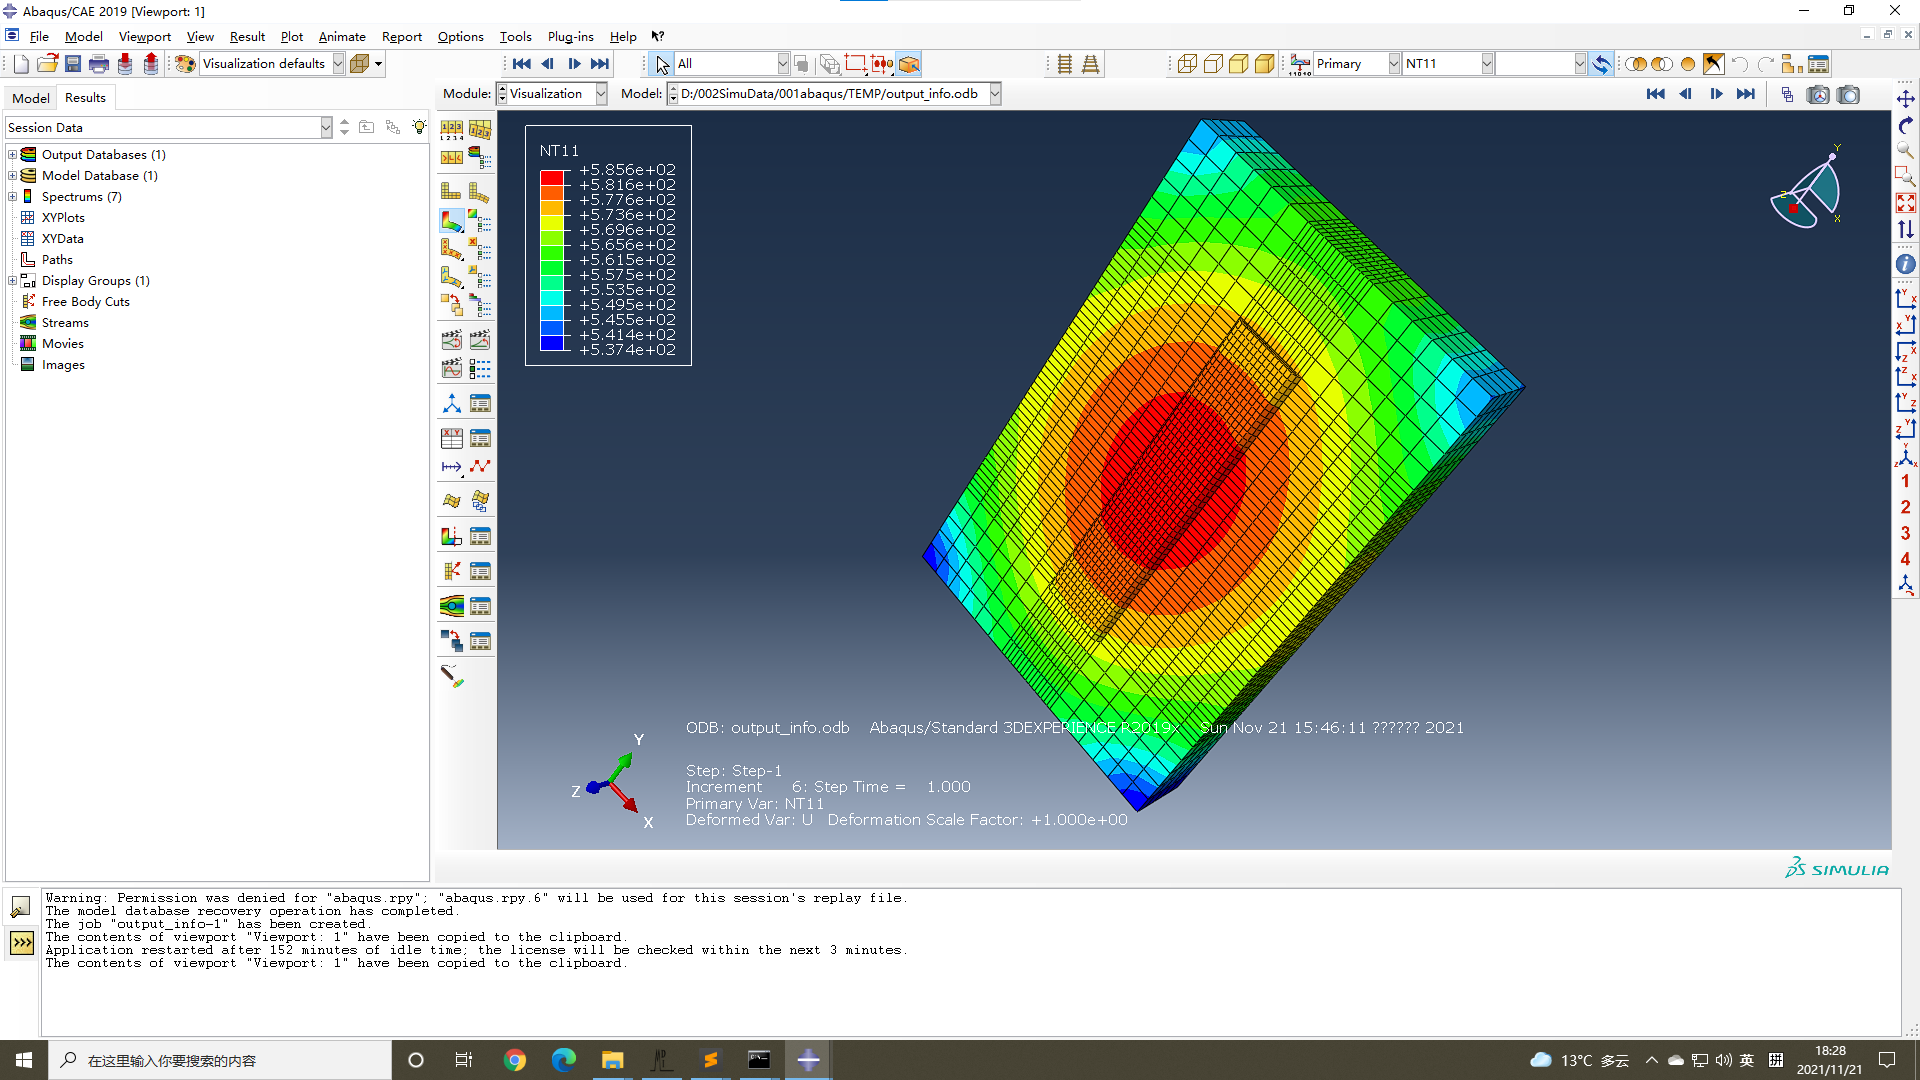 Abaqus/CAE 2019 [Viewport: 1]
File Model Viewport View Result Plot Animate Report Options Tools Plug-ins Help
Visualization defaults All Primary NT11
Model Results Module: Visualization Model: D:/002SimuData/001abaqus/TEMP/output_info.odb
Session Data
Output Databases (1)
Model Database (1)
Spectrums (7)
XYPlots
XYData
Paths
Display Groups (1)
Free Body Cuts
Streams
Movies
Images
NT11
+5.856e+02
+5.816e+02
+5.776e+02
+5.736e+02
+5.696e+02
+5.656e+02
+5.615e+02
+5.575e+02
+5.535e+02
+5.495e+02
+5.455e+02
+5.414e+02
+5.374e+02
Y
Z
X
ODB: output_info.odb Abaqus/Standard 3DEXPERIENCE R2019x Sun Nov 21 15:46:11 ?????? 2021
Step: Step-1
Increment 6: Step Time = 1.000
Primary Var: NT11
Deformed Var: U Deformation Scale Factor: +1.000e+00
Y
Z
X
1
2
3
4
SIMULIA
Warning: Permission was denied for "abaqus.rpy"; "abaqus.rpy.6" will be used for this session's replay file.
The model database recovery operation has completed.
The job "output_info-1" has been created.
The contents of viewport "Viewport: 1" have been copied to the clipboard.
Application restarted after 152 minutes of idle time; the license will be checked within the next 3 minutes.
The contents of viewport "Viewport: 1" have been copied to the clipboard.
在这里输入你要搜索的内容
13°C 多云
英
18:28
2021/11/21